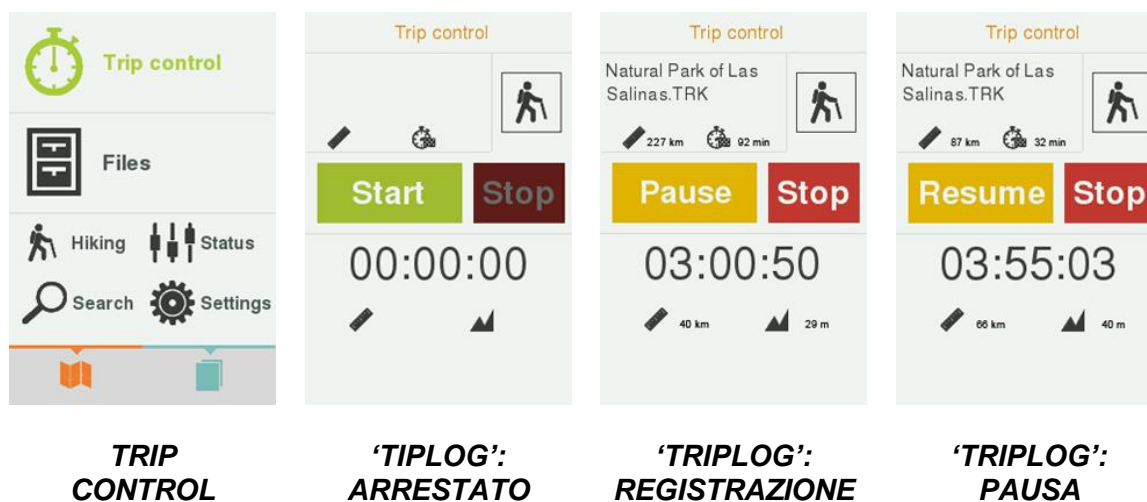 Trip control
Files
Hiking
Status
Search
Settings
Trip control
Start
Stop
00:00:00
Trip control
Natural Park of Las
Salinas.TRK
227 km
92 min
Pause
Stop
03:00:50
40 km
29 m
Trip control
Natural Park of Las
Salinas.TRK
87 km
32 min
Resume
Stop
03:55:03
66 km
40 m
TRIP
CONTROL
‘TIPLOG’:
ARRESTATO
‘TRIPLOG’:
REGISTRAZIONE
‘TRIPLOG’:
PAUSA